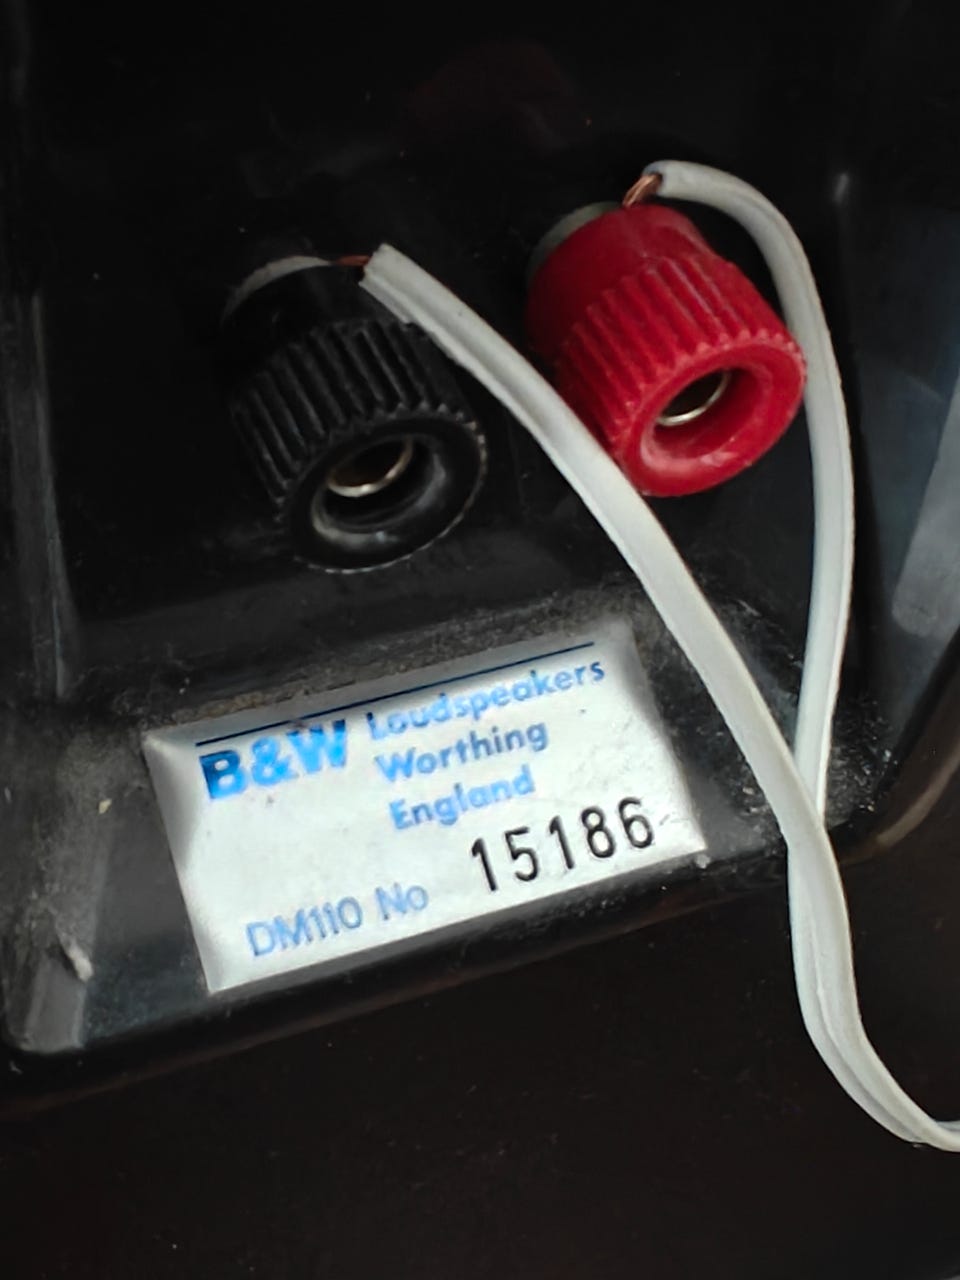 B&W Loudspeakers
Worthing
England
DM110 No 15186